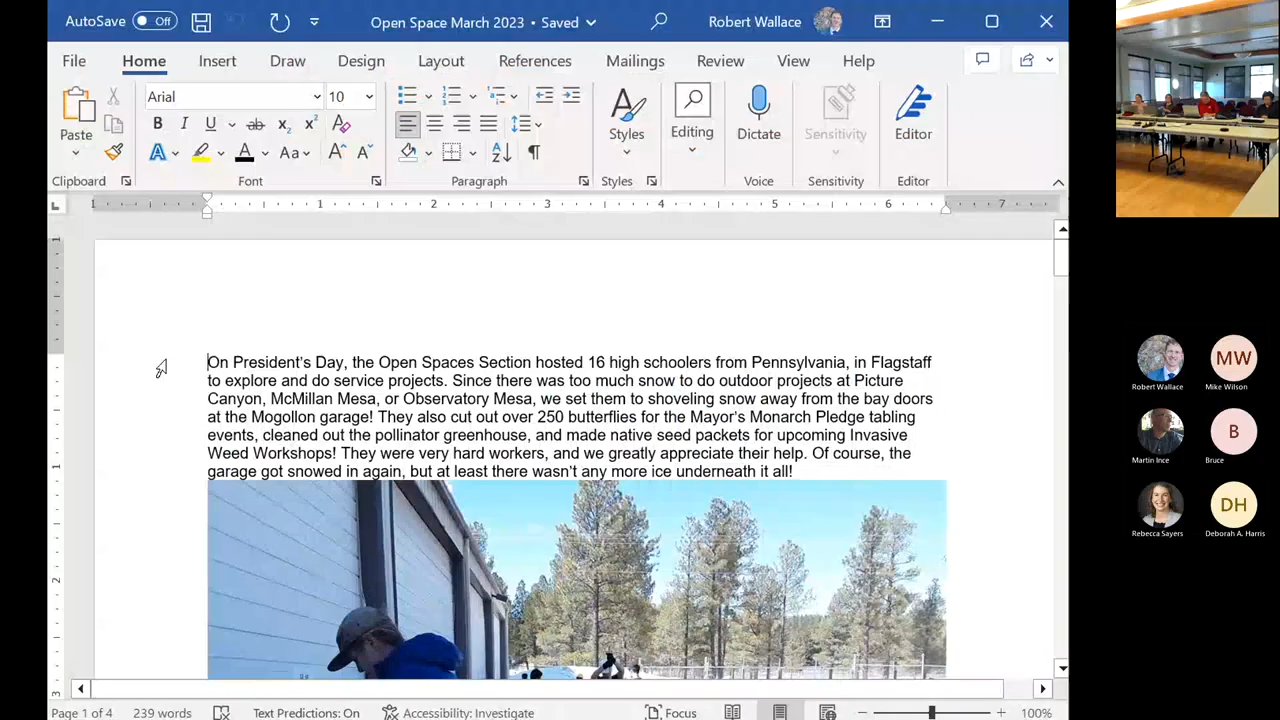 AutoSave Off Open Space March 2023 • Saved Robert Wallace
File Home Insert Draw Design Layout References Mailings Review View Help
Arial 10
Paste Styles Editing Dictate Sensitivity Editor
Clipboard Font Paragraph Styles Voice Sensitivity Editor
1 1 2 3 4 5 6 7
On President's Day, the Open Spaces Section hosted 16 high schoolers from Pennsylvania, in Flagstaff
to explore and do service projects. Since there was too much snow to do outdoor projects at Picture
Canyon, McMillan Mesa, or Observatory Mesa, we set them to shoveling snow away from the bay doors
at the Mogollon garage! They also cut out over 250 butterflies for the Mayor's Monarch Pledge tabling
events, cleaned out the pollinator greenhouse, and made native seed packets for upcoming Invasive
Weed Workshops! They were very hard workers, and we greatly appreciate their help. Of course, the
garage got snowed in again, but at least the wasn't any more ice underneath it all!
Page 1 of 4 239 words Text Predictions: On Accessibility: Investigate Focus 100%
MW
Robert Wallace Mike Wilson
B
Martin Ince Bruce
DH
Rebecca Sayers Deborah A. Harris